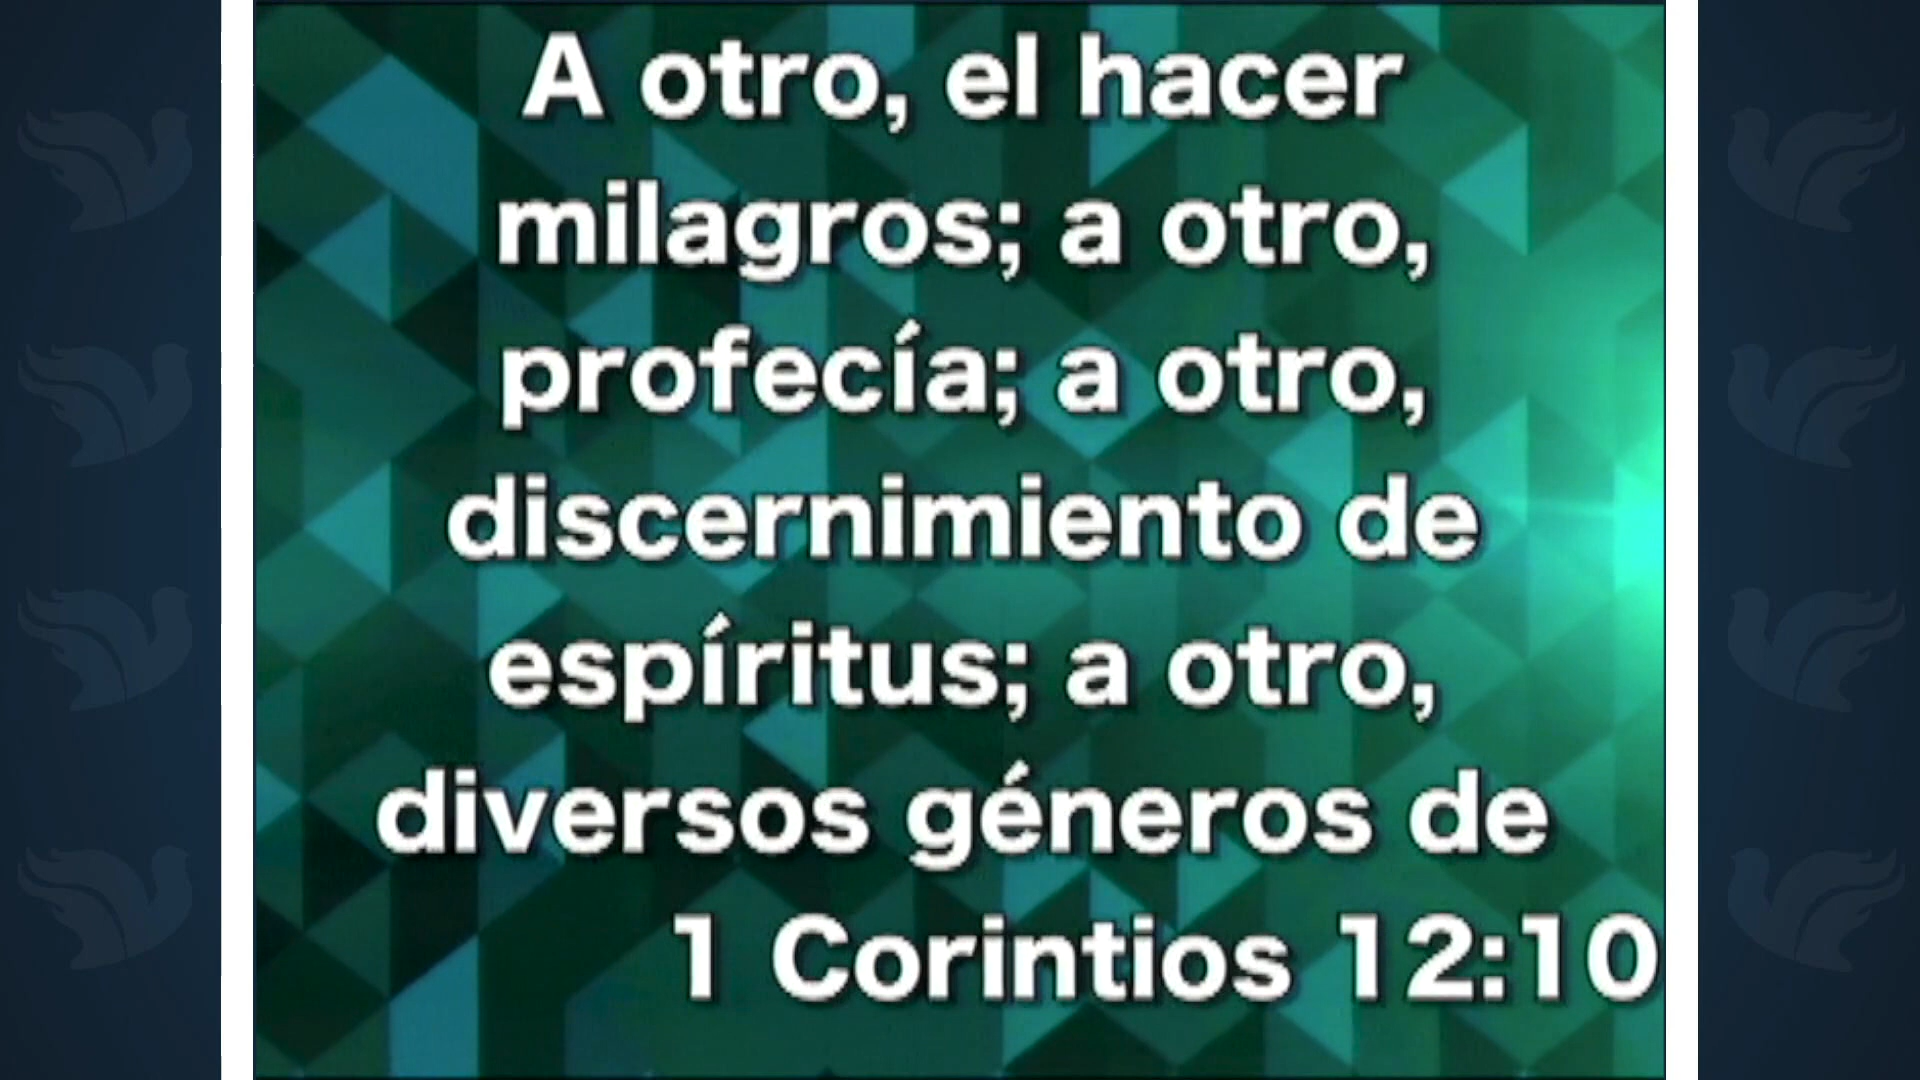 A otro, el hacer
milagros; a otro,
profecía; a otro,
discernimiento de
espíritus; a otro,
diversos géneros de
1 Corintios 12:10